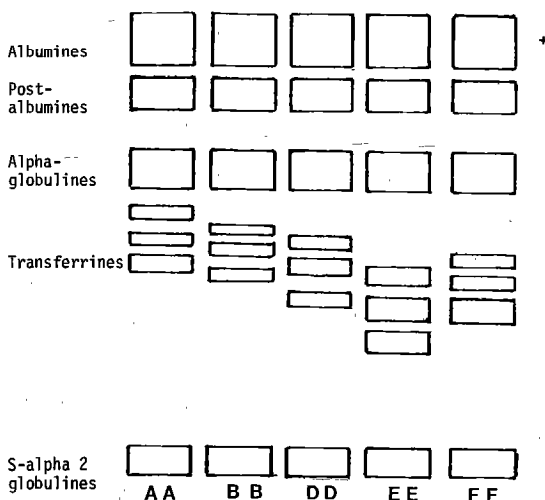 Albumines
Post-
albumines
Alpha-
globulines
Transferrines
S-alpha 2
globulines
AA BB DD EE FF